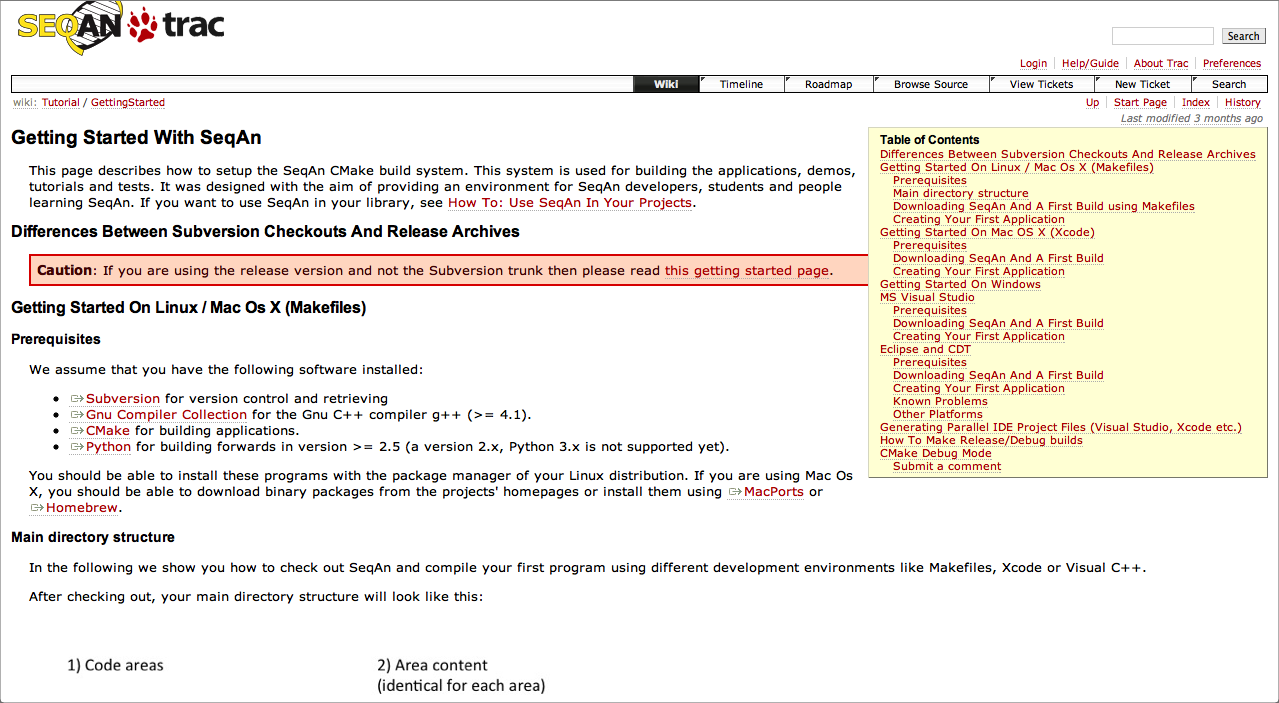 SEQAN trac
Search
Login Help/Guide About Trac Preferences
Wiki Timeline Roadmap Browse Source View Tickets New Ticket Search
wiki: Tutorial / GettingStarted
Up Start Page Index History
Last modified 3 months ago
Getting Started With SeqAn
This page describes how to setup the SeqAn CMake build system. This system is used for building the applications, demos,
tutorials and tests. It was designed with the aim of providing an environment for SeqAn developers, students and people
learning SeqAn. If you want to use SeqAn in your library, see How To: Use SeqAn In Your Projects.
Differences Between Subversion Checkouts And Release Archives
Caution: If you are using the release version and not the Subversion trunk then please read this getting started page.
Getting Started On Linux / Mac Os X (Makefiles)
Prerequisites
We assume that you have the following software installed:
• Subversion for version control and retrieving
• Gnu Compiler Collection for the Gnu C++ compiler g++ (>= 4.1).
• CMake for building applications.
• Python for building forwards in version >= 2.5 (a version 2.x, Python 3.x is not supported yet).
You should be able to install these programs with the package manager of your Linux distribution. If you are using Mac Os
X, you should be able to download binary packages from the projects' homepages or install them using MacPorts or
Homebrew.
Main directory structure
In the following we show you how to check out SeqAn and compile your first program using different development environments like Makefiles, Xcode or Visual C++.
After checking out, your main directory structure will look like this:
1) Code areas
2) Area content
(identical for each area)
Table of Contents
Differences Between Subversion Checkouts And Release Archives
Getting Started On Linux / Mac Os X (Makefiles)
Prerequisites
Main directory structure
Downloading SeqAn And A First Build using Makefiles
Creating Your First Application
Getting Started On Mac OS X (Xcode)
Prerequisites
Downloading SeqAn And A First Build
Creating Your First Application
Getting Started On Windows
MS Visual Studio
Prerequisites
Downloading SeqAn And A First Build
Creating Your First Application
Eclipse and CDT
Prerequisites
Downloading SeqAn And A First Build
Creating Your First Application
Known Problems
Other Platforms
Generating Parallel IDE Project Files (Visual Studio, Xcode etc.)
How To Make Release/Debug builds
CMake Debug Mode
Submit a comment